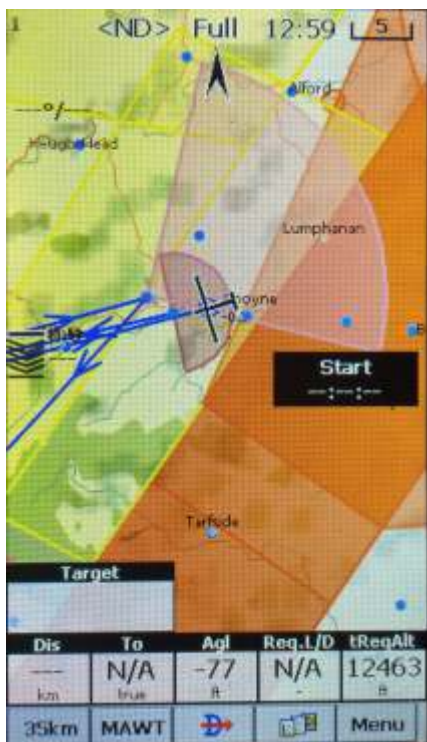 1 <ND> Full 12:59 5
Alford
---°/---
Lumphanan
Start
--:--:--
Tarfside
Target
Dis To Agl Req.L/D tReqAlt
--- N/A -77 N/A 12463
km true ft - ft
35km MAWT D Menu